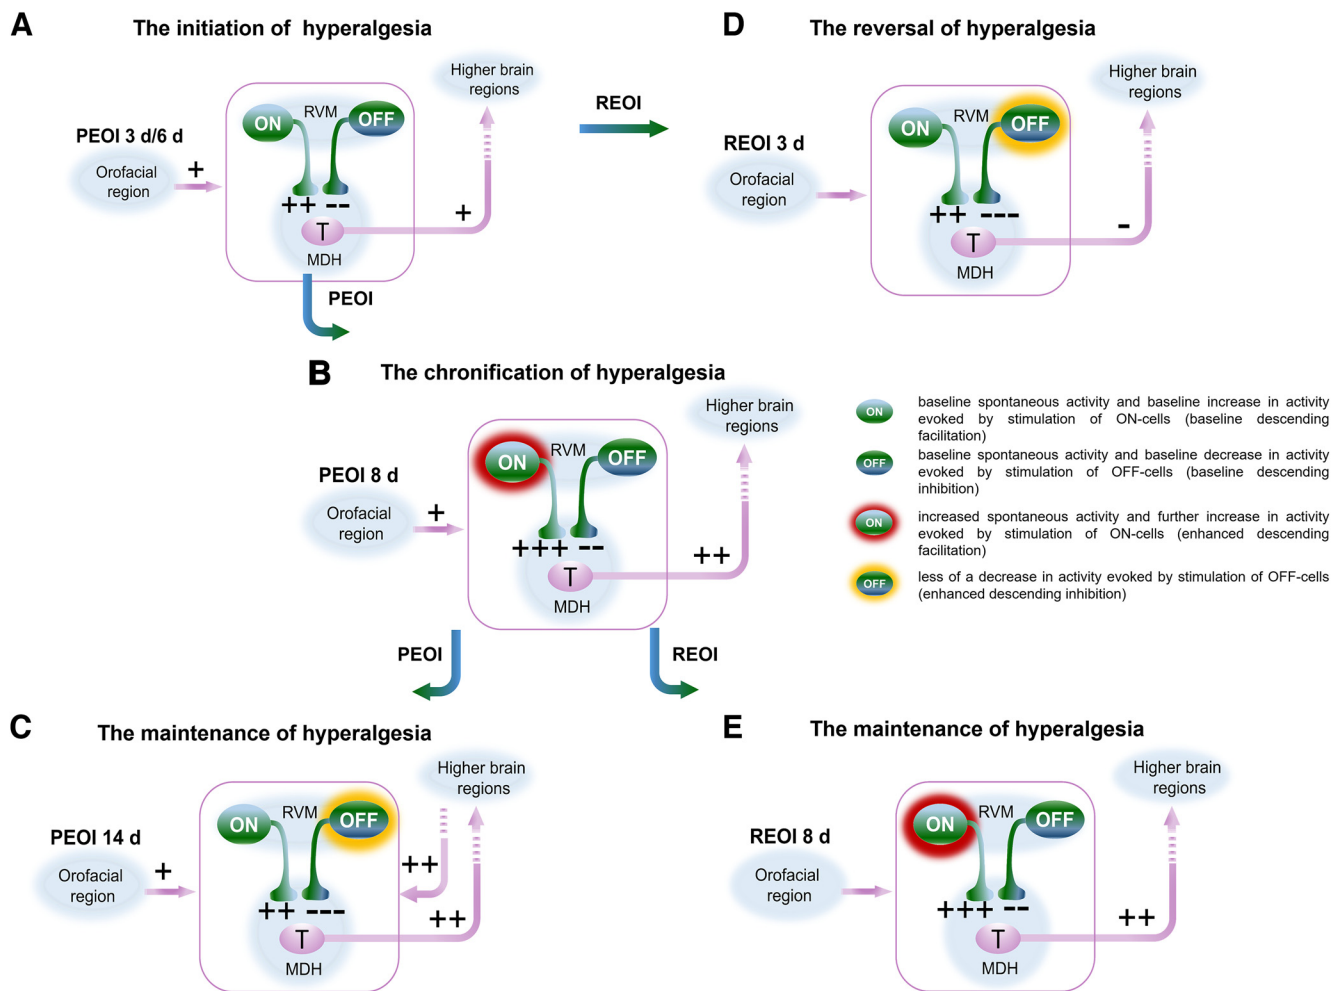 A
The initiation of hyperalgesia
PEOI 3 d/6 d
Orofacial
region
+
ON
RVM
OFF
++
--
T
MDH
+
Higher brain
regions
PEOI
REOI
D
The reversal of hyperalgesia
REOI 3 d
Orofacial
region
ON
RVM
OFF
++
---
T
MDH
-
Higher brain
regions
B
The chronification of hyperalgesia
PEOI 8 d
Orofacial
region
+
ON
RVM
OFF
+++
--
T
MDH
++
Higher brain
regions
PEOI
REOI
ON
baseline spontaneous activity and baseline increase in activity
evoked by stimulation of ON-cells (baseline descending
facilitation)
OFF
baseline spontaneous activity and baseline decrease in activity
evoked by stimulation of OFF-cells (baseline descending
inhibition)
ON
increased spontaneous activity and further increase in activity
evoked by stimulation of ON-cells (enhanced descending
facilitation)
OFF
less of a decrease in activity evoked by stimulation of OFF-cells
(enhanced descending inhibition)
C
The maintenance of hyperalgesia
PEOI 14 d
Orofacial
region
+
ON
RVM
OFF
++
---
T
MDH
++
++
Higher brain
regions
E
The maintenance of hyperalgesia
REOI 8 d
Orofacial
region
ON
RVM
OFF
+++
--
T
MDH
++
Higher brain
regions